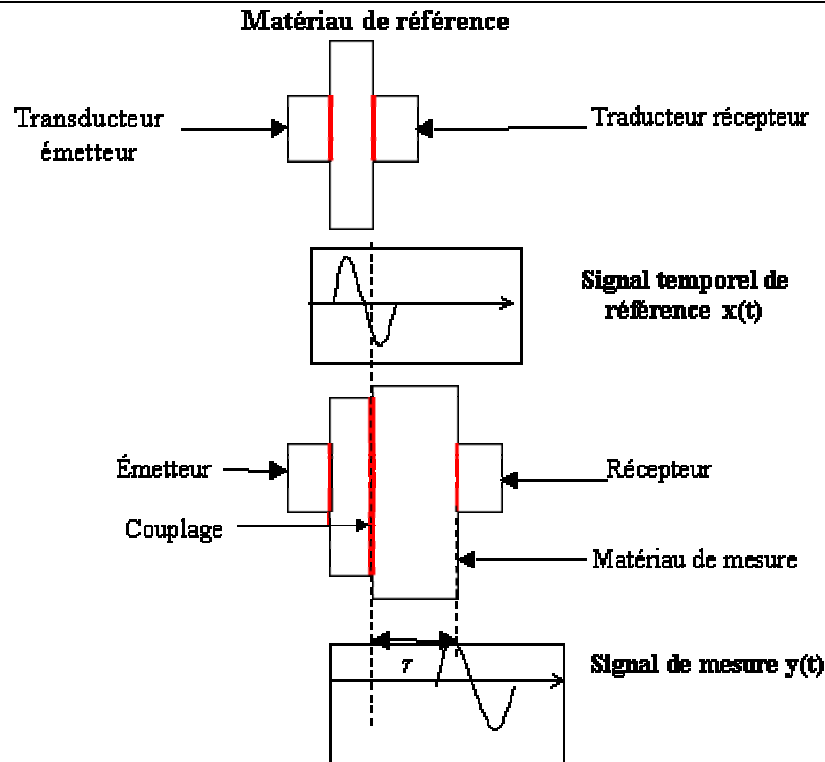 Matériau de référence
Transducteur
émetteur
Traducteur récepteur
Signal temporel de
référence x(t)
Émetteur
Récepteur
Couplage
Matériau de mesure
τ
Signal de mesure y(t)